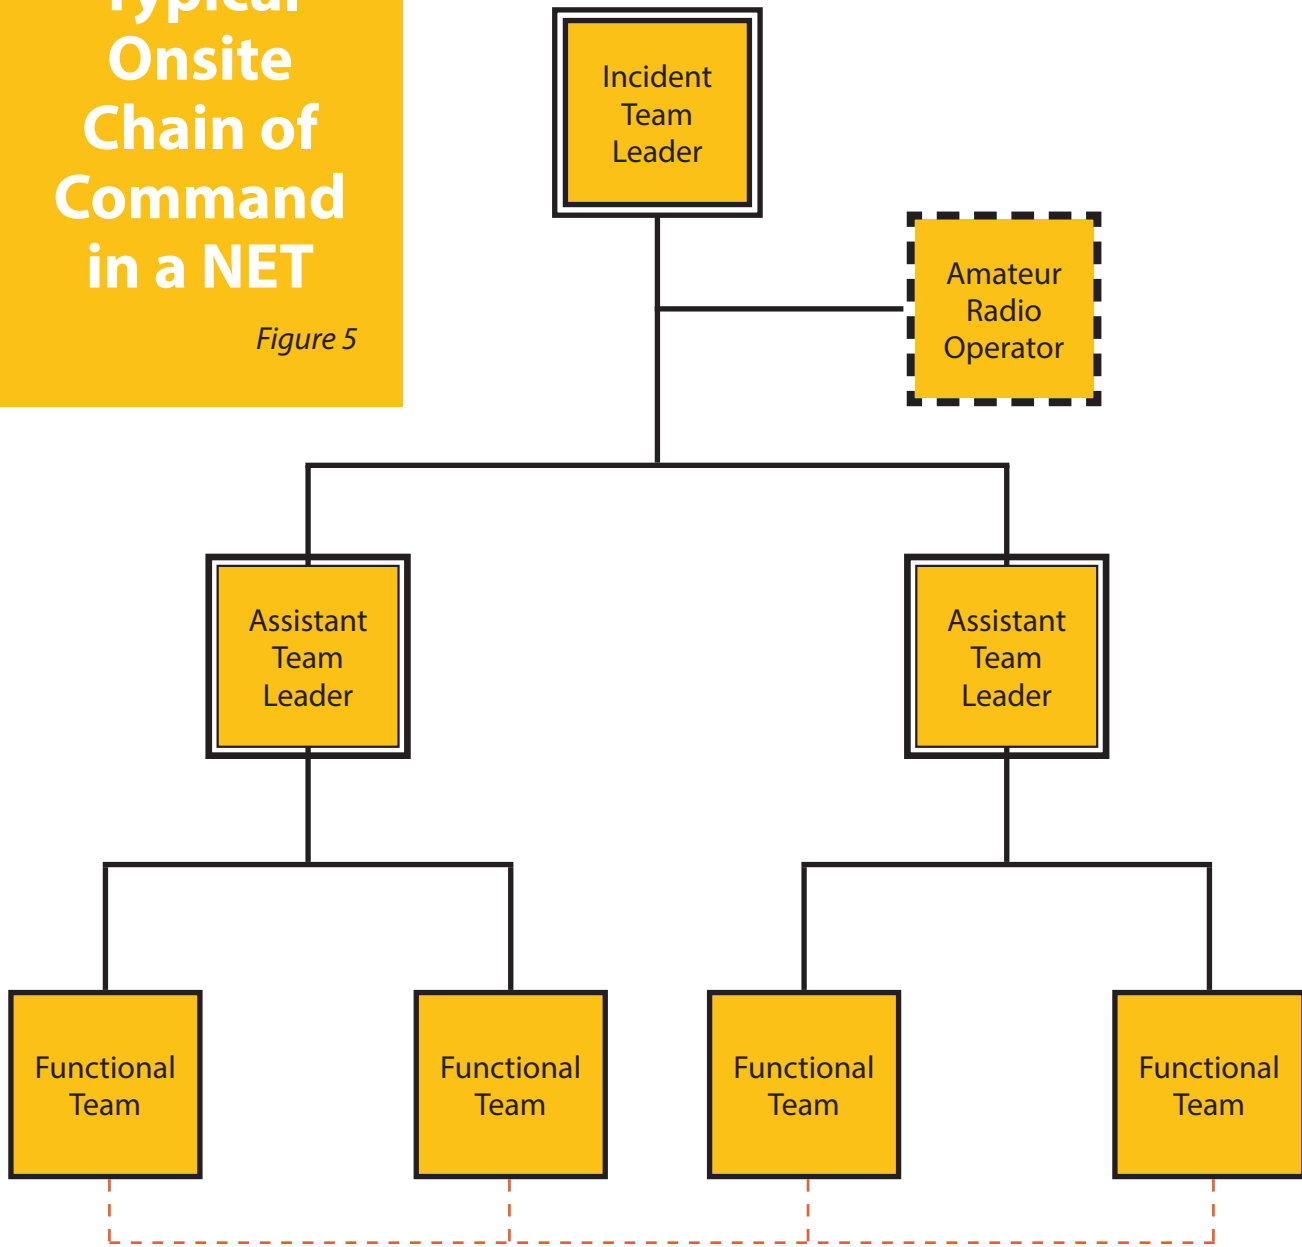 Typical
Onsite
Chain of
Command
in a NET
Figure 5
Incident
Team
Leader
Amateur
Radio
Operator
Assistant
Team
Leader
Assistant
Team
Leader
Functional
Team
Functional
Team
Functional
Team
Functional
Team